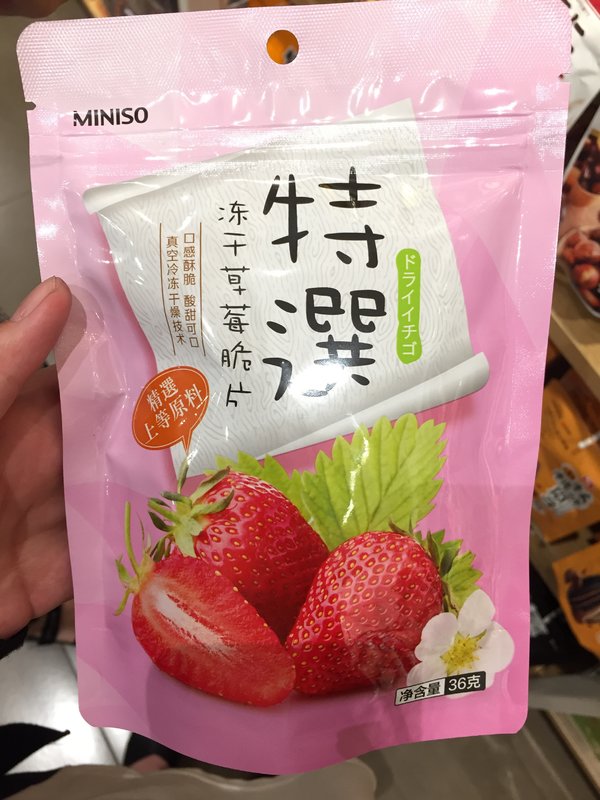 MINISO
特選
冻干草莓脆片
ドライイチゴ
口感酥脆 酸甜可口
真空冷冻干燥技术
精選
上等原料
净含量 36克